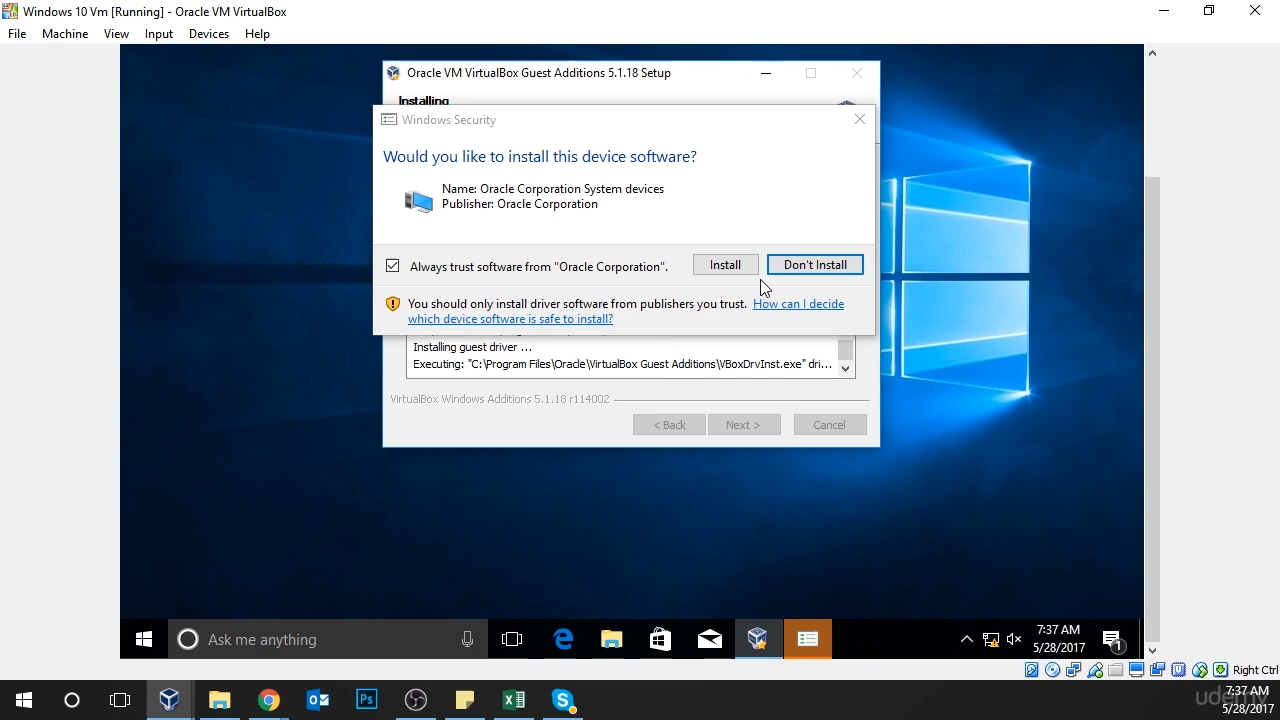 Windows 10 Vm [Running] - Oracle VM VirtualBox
File Machine View Input Devices Help
Oracle VM VirtualBox Guest Additions 5.1.18 Setup
Installing
Windows Security
Would you like to install this device software?
Name: Oracle Corporation System devices
Publisher: Oracle Corporation
Always trust software from "Oracle Corporation". Install Don't Install
You should only install driver software from publishers you trust. How can I decide
which device software is safe to install?
Installing guest driver ...
Executing: "C:\Program Files\Oracle\VirtualBox Guest Additions\VBoxDrvInst.exe" dri...
VirtualBox Windows Additions 5.1.18 r114002
< Back Next > Cancel
Ask me anything
7:37 AM
5/28/2017
1
Right Ctrl
Ps
udemy
7:37 AM
5/28/2017